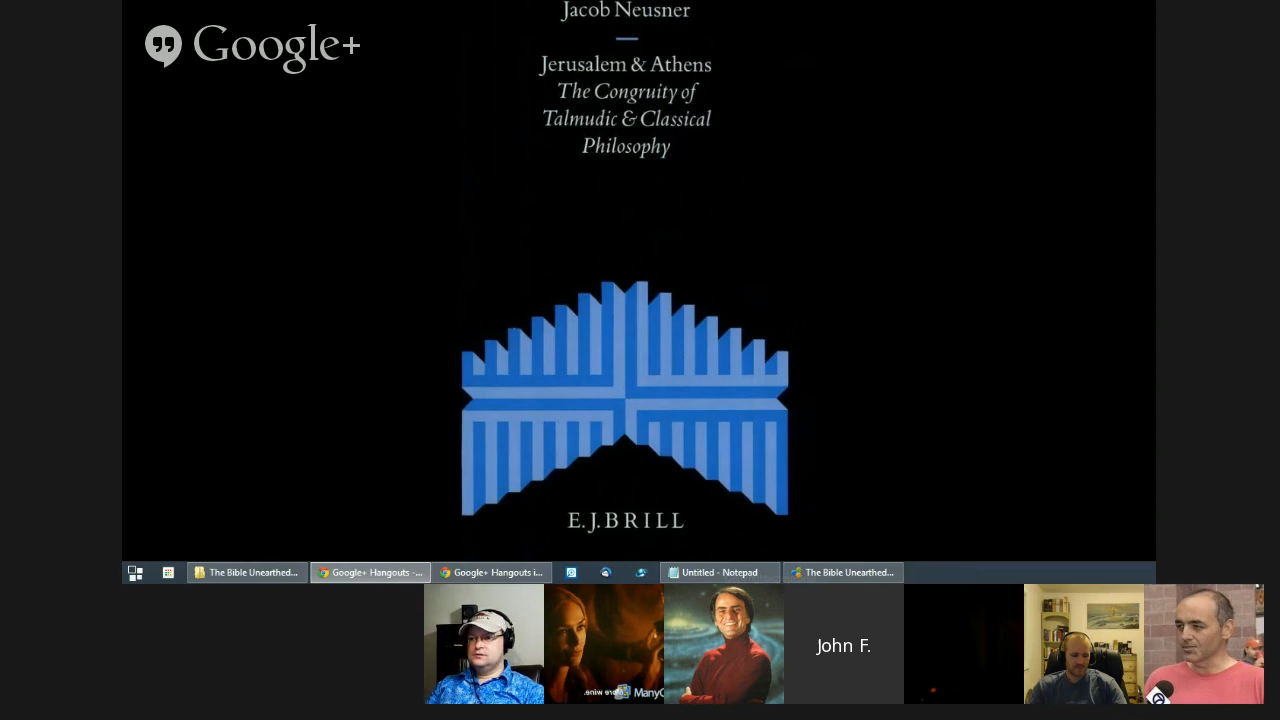 Google+
Jacob Neusner
Jerusalem & Athens
The Congruity of
Talmudic & Classical
Philosophy
E.J.BRILL
The Bible Unearthed...
Google+ Hangouts -...
Google+ Hangouts i...
Untitled - Notepad
The Bible Unearthed...
John F.
ManyC